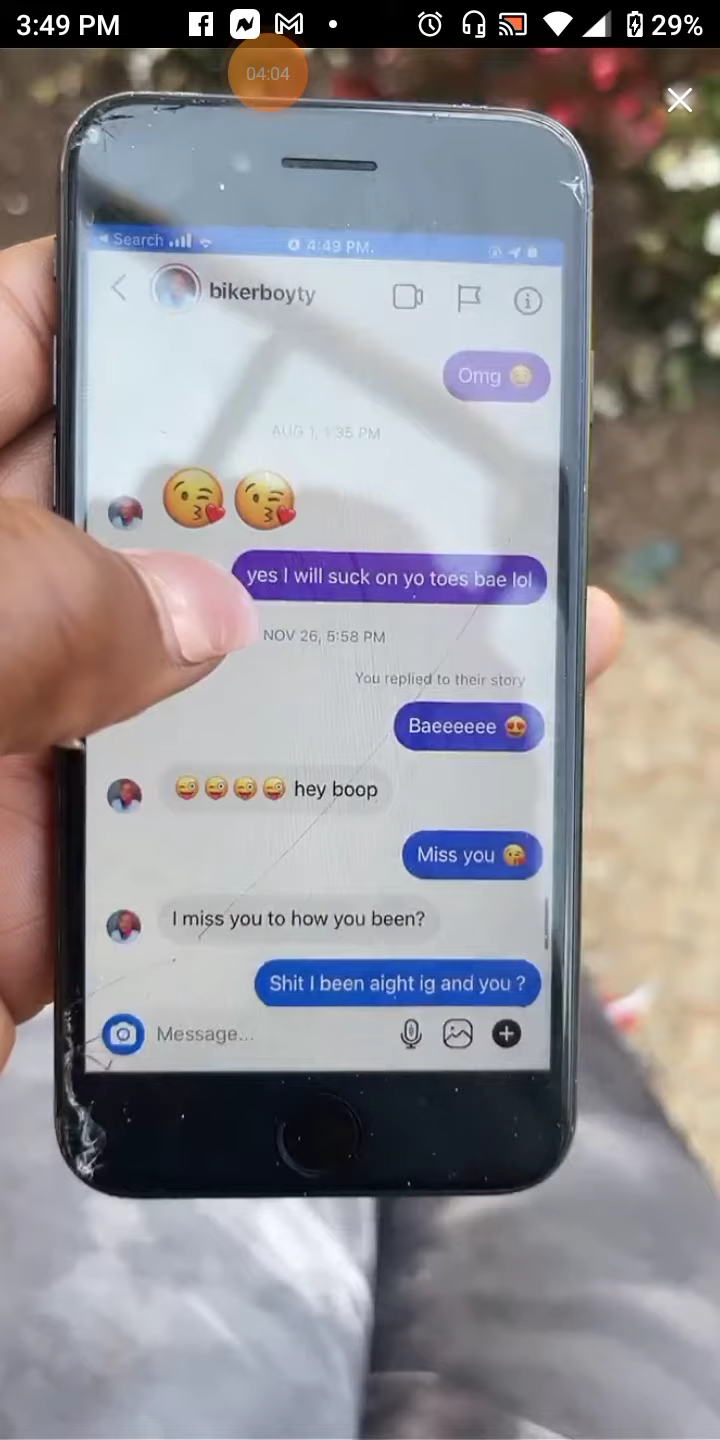 3:49 PM 29%
04:04
Search 4:49 PM
bikerboyty
Omg 😩
AUG 1, 1:35 PM
😘 😘
yes I will suck on yo toes bae lol
NOV 26, 5:58 PM
You replied to their story
Baeeeeee 😍
😜😜😜😜 hey boop
Miss you 😘
I miss you to how you been?
Shit I been aight ig and you ?
Message...